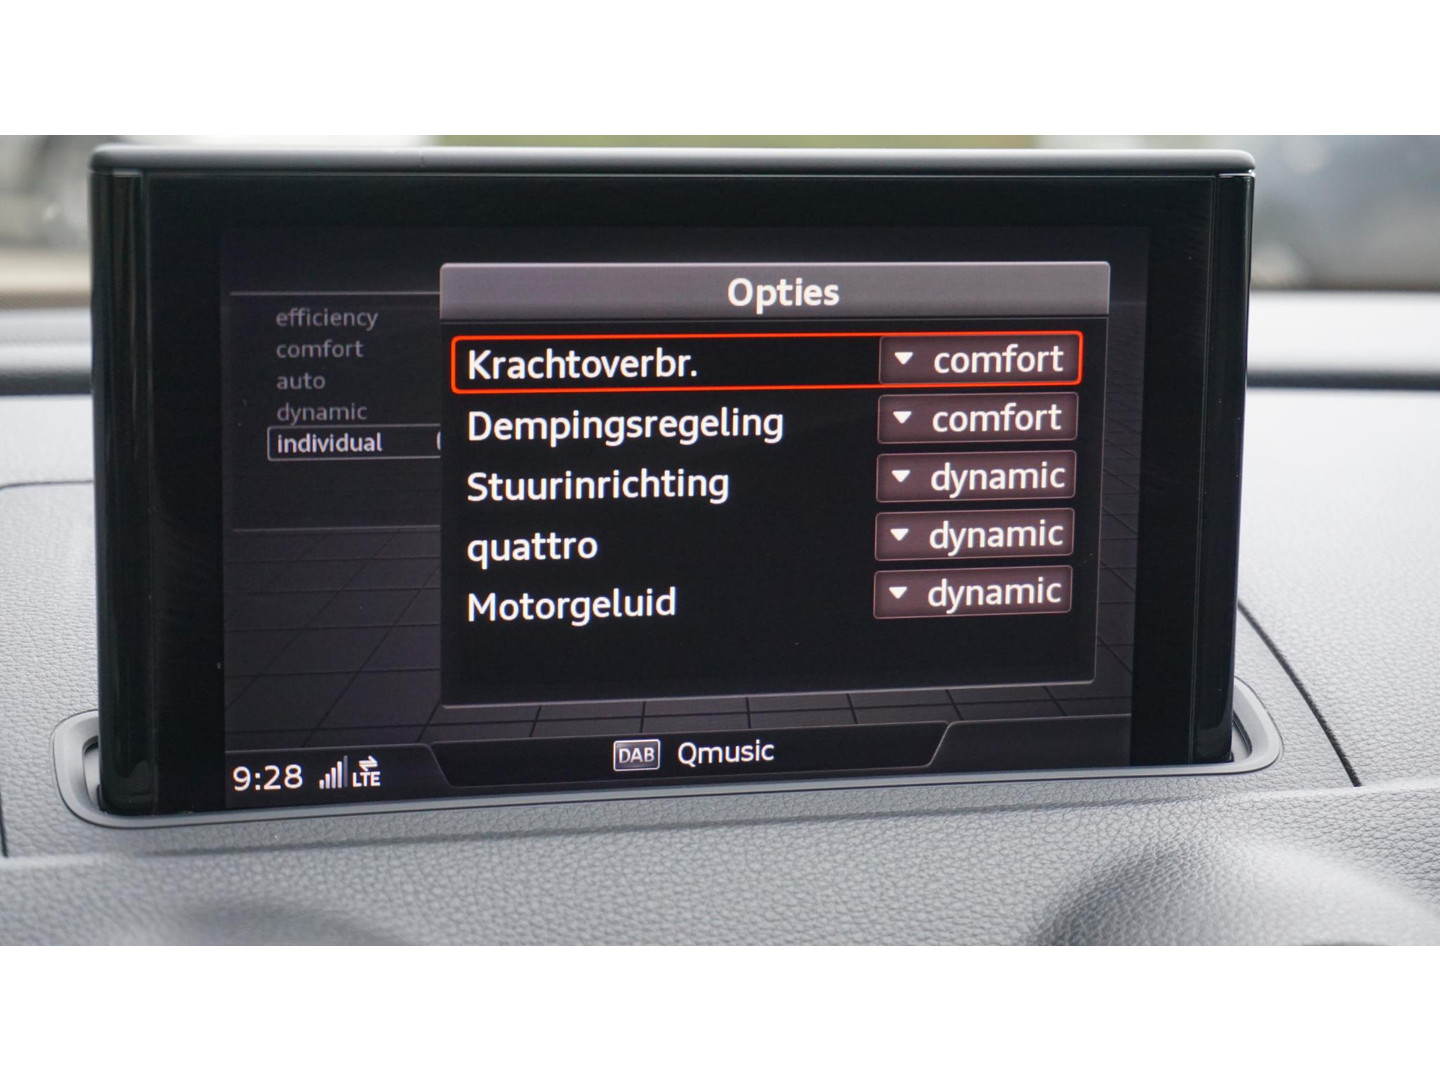 Opties
efficiency
comfort
auto
dynamic
individual
Krachtoverbr. comfort
Dempingsregeling comfort
Stuurinrichting dynamic
quattro dynamic
Motorgeluid dynamic
9:28 LTE DAB Qmusic